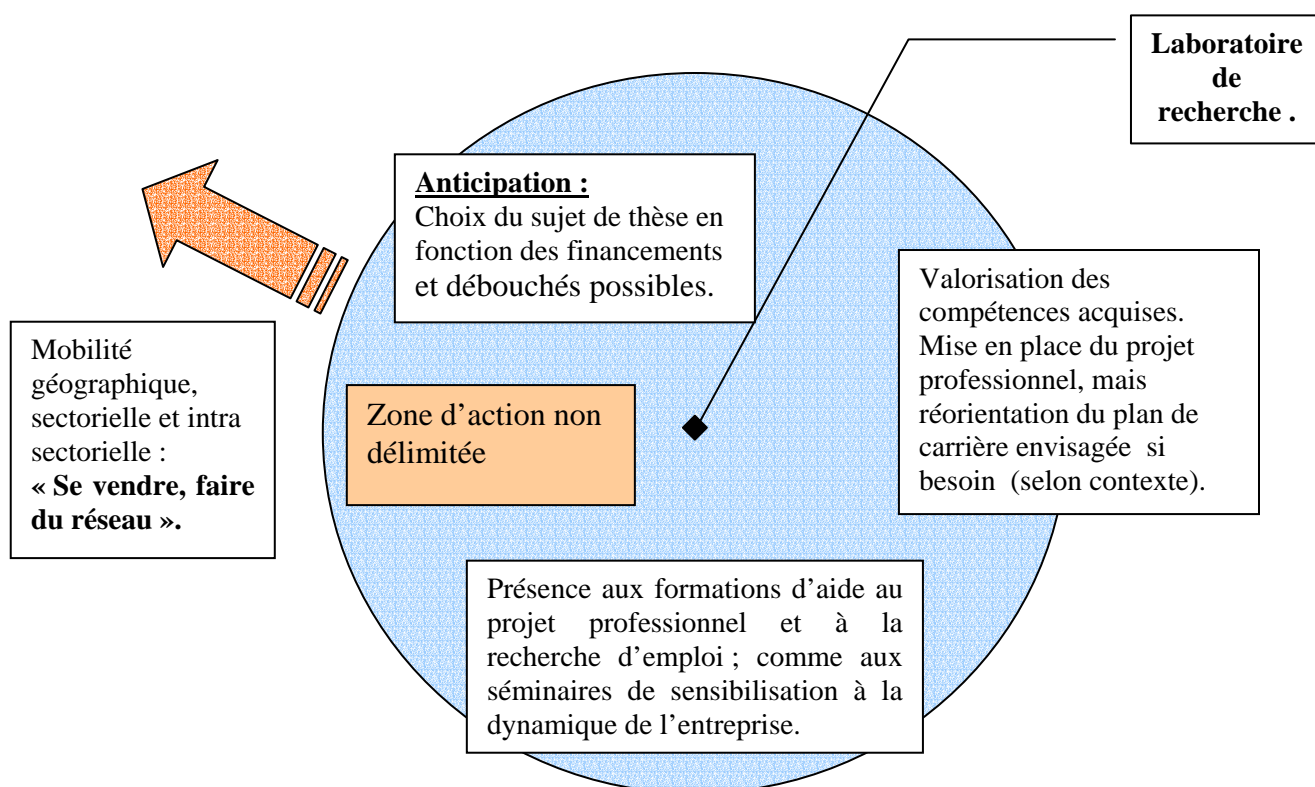 Laboratoire
de
recherche .
Anticipation :
Choix du sujet de thèse en
fonction des financements
et débouchés possibles.
Valorisation des
compétences acquises.
Mise en place du projet
professionnel, mais
réorientation du plan de
carrière envisagée  si
besoin  (selon contexte).
Mobilité
géographique,
sectorielle et intra
sectorielle :
« Se vendre, faire
du réseau ».
Zone d’action non
délimitée
Présence aux formations d’aide au
projet professionnel et à la
recherche d’emploi ; comme aux
séminaires de sensibilisation à la
dynamique de l’entreprise.